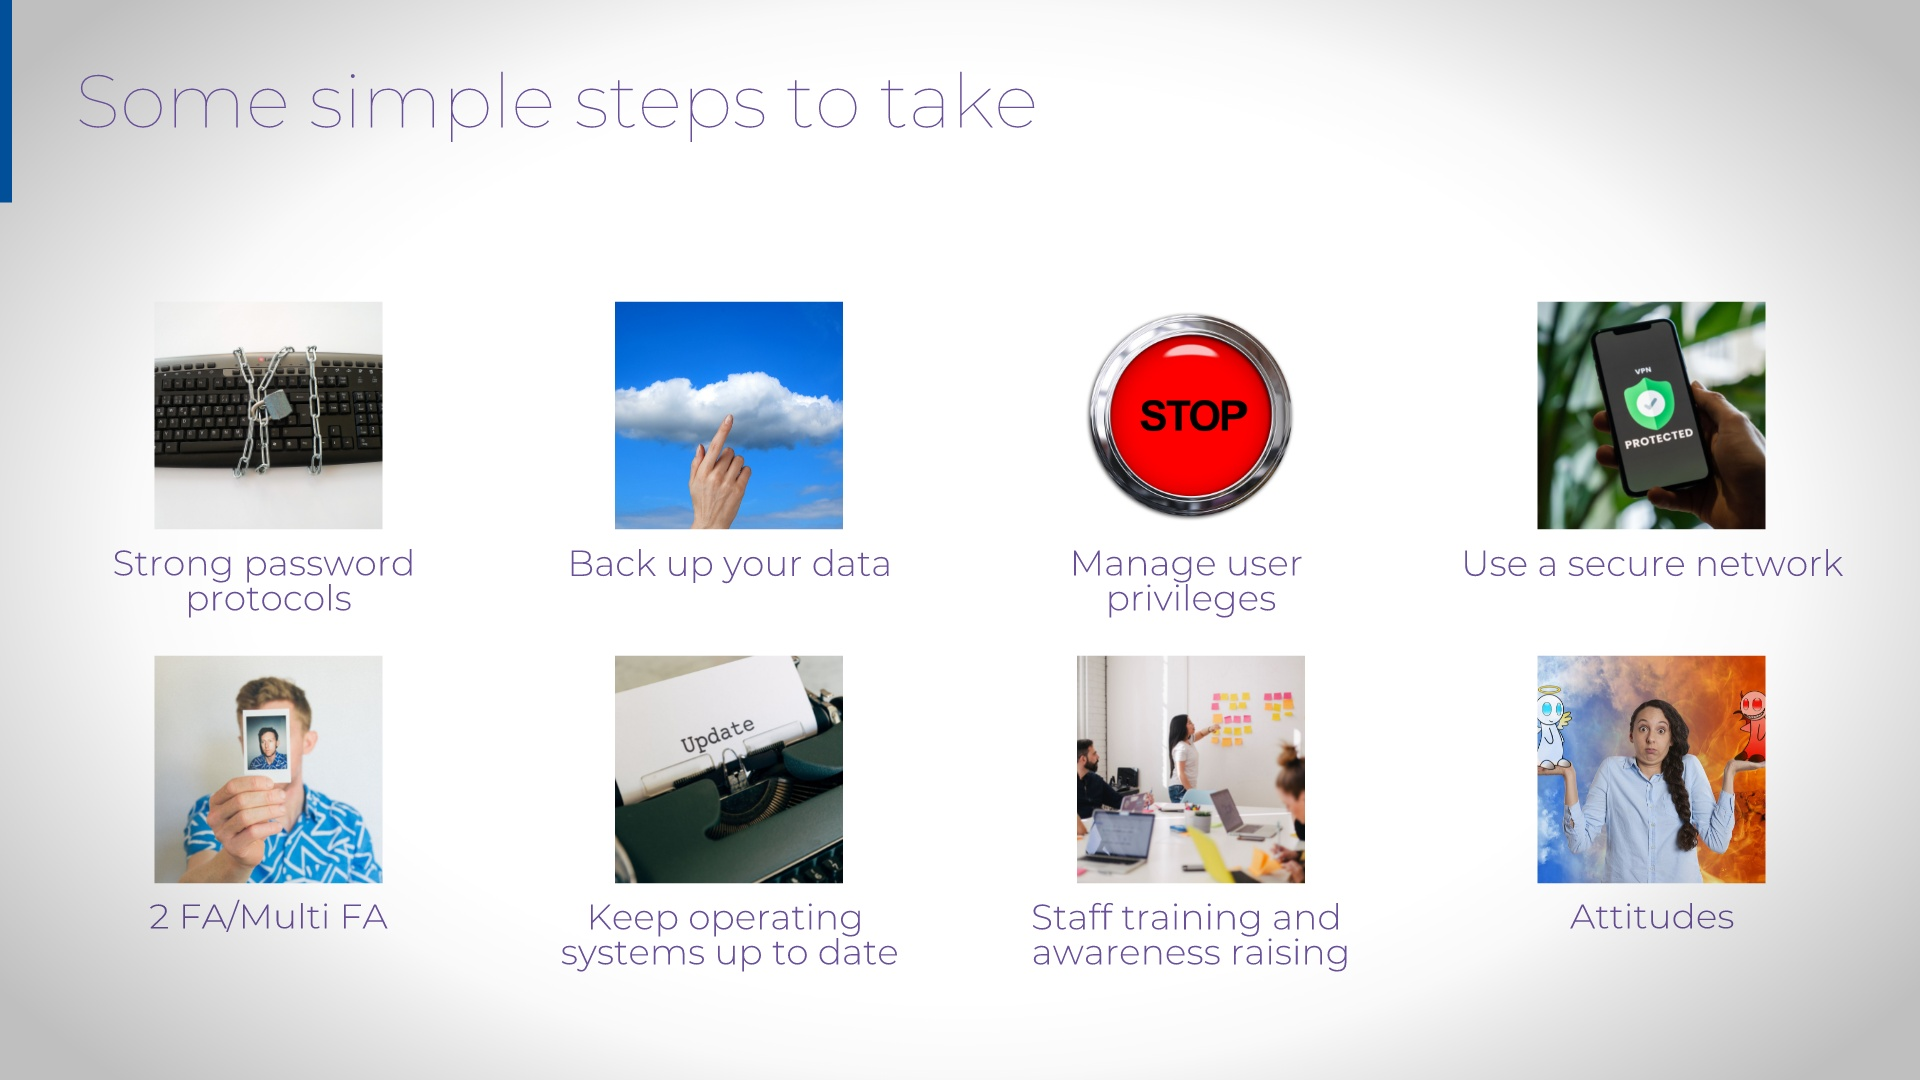 Some simple steps to take
STOP
VPN
PROTECTED
Strong password
protocols
Back up your data
Manage user
privileges
Use a secure network
Update
2 FA/Multi FA
Keep operating
systems up to date
Staff training and
awareness raising
Attitudes